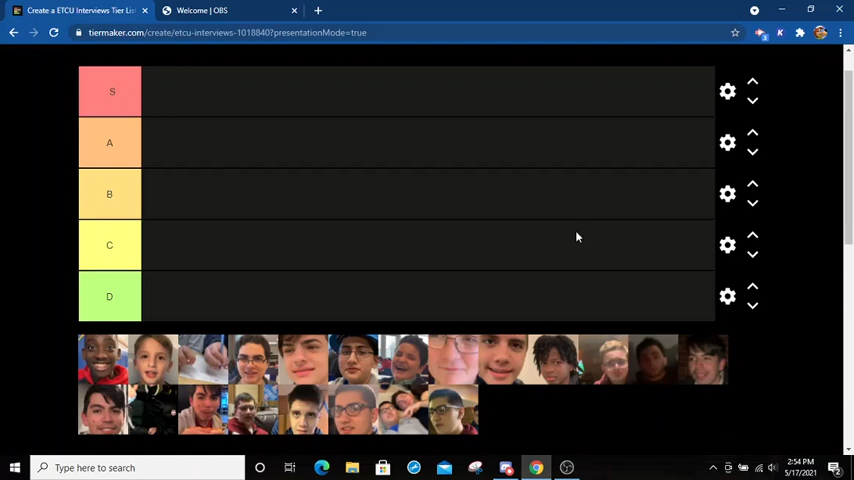 Create a ETCU Interviews Tier Lis
Welcome | OBS
tiermaker.com/create/etcu-interviews-1018840?presentationMode=true
S
A
B
C
D
Type here to search
2:54 PM
5/17/2021